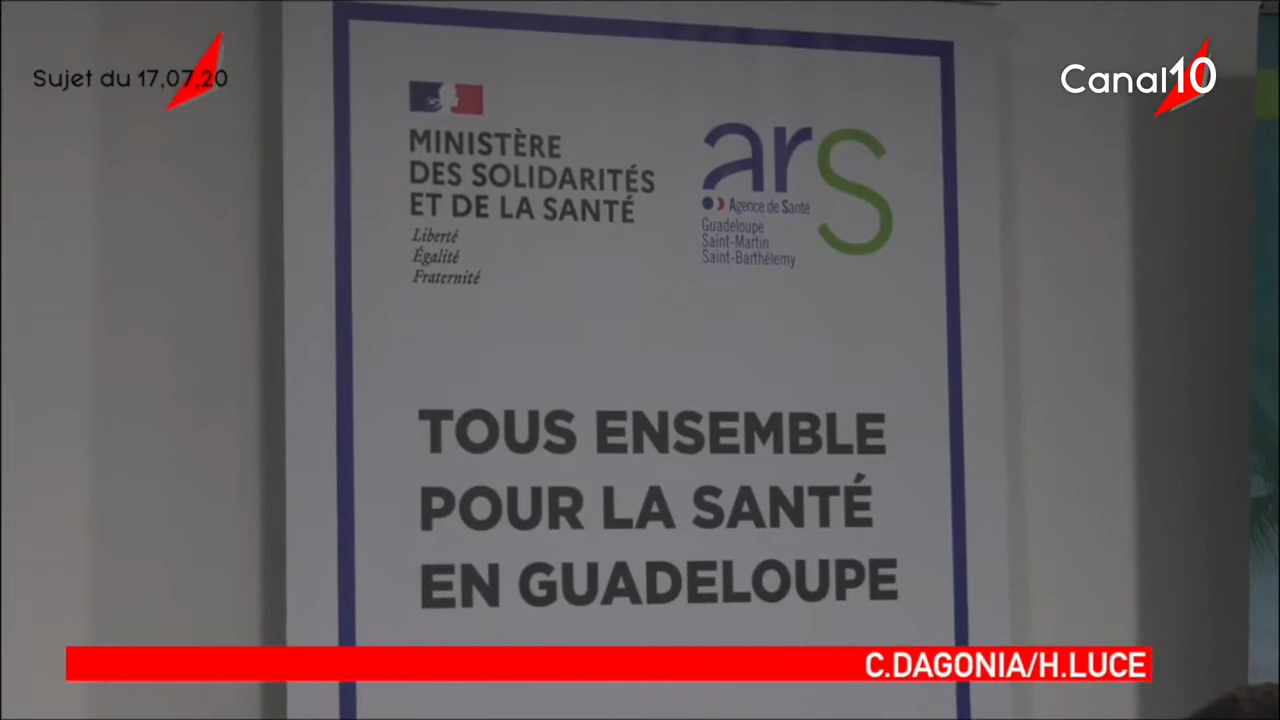 Sujet du 17,07,20
Canal10
MINISTÈRE
DES SOLIDARITÉS
ET DE LA SANTÉ
Liberté
Égalité
Fraternité
ars
Agence de Santé
Guadeloupe
Saint-Martin
Saint-Barthélemy
TOUS ENSEMBLE
POUR LA SANTÉ
EN GUADELOUPE
C.DAGONIA/H.LUCE